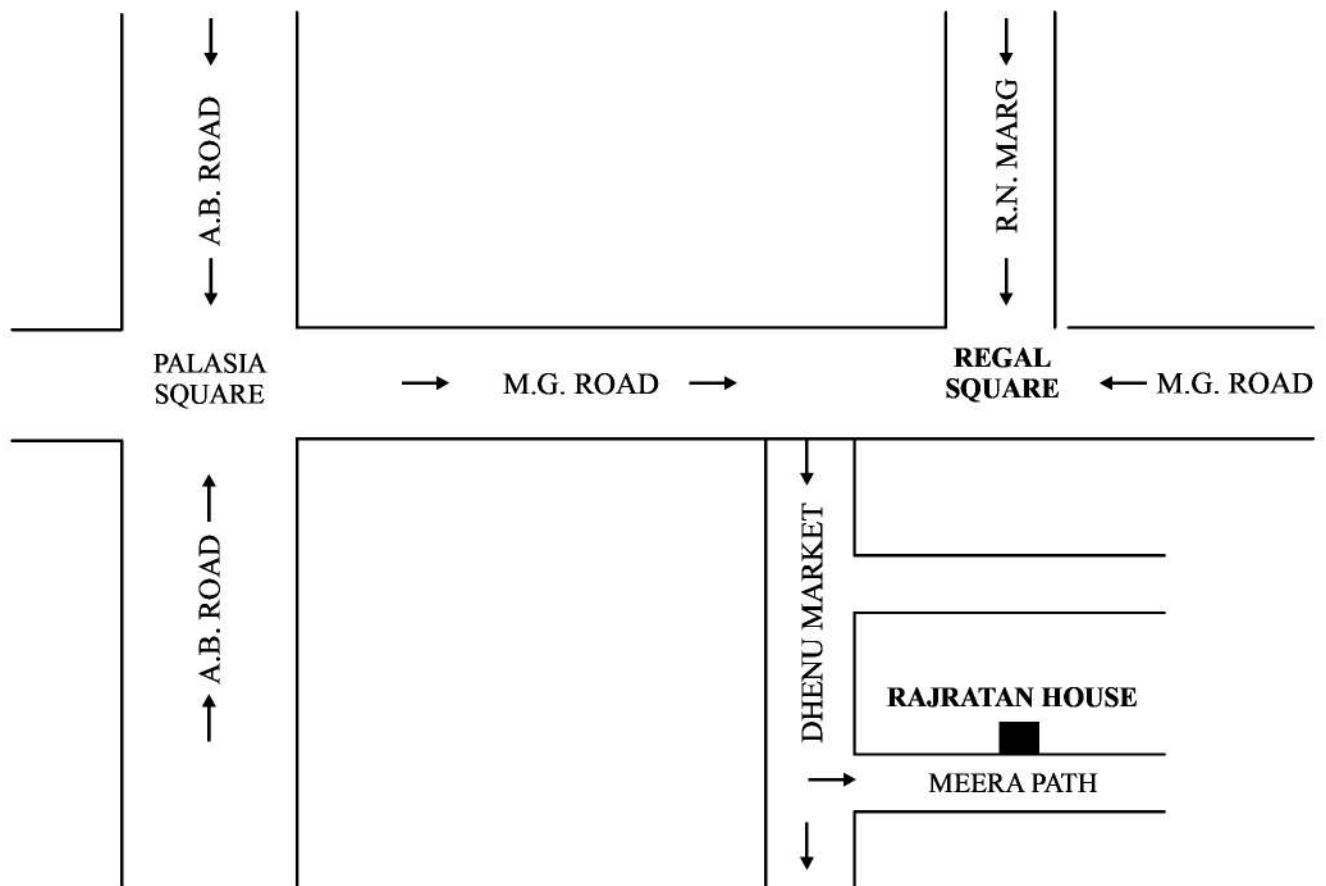 A.B. ROAD
R.N. MARG
PALASIA
SQUARE
M.G. ROAD
REGAL
SQUARE
M.G. ROAD
A.B. ROAD
DHENU MARKET
RAJRATAN HOUSE
MEERA PATH